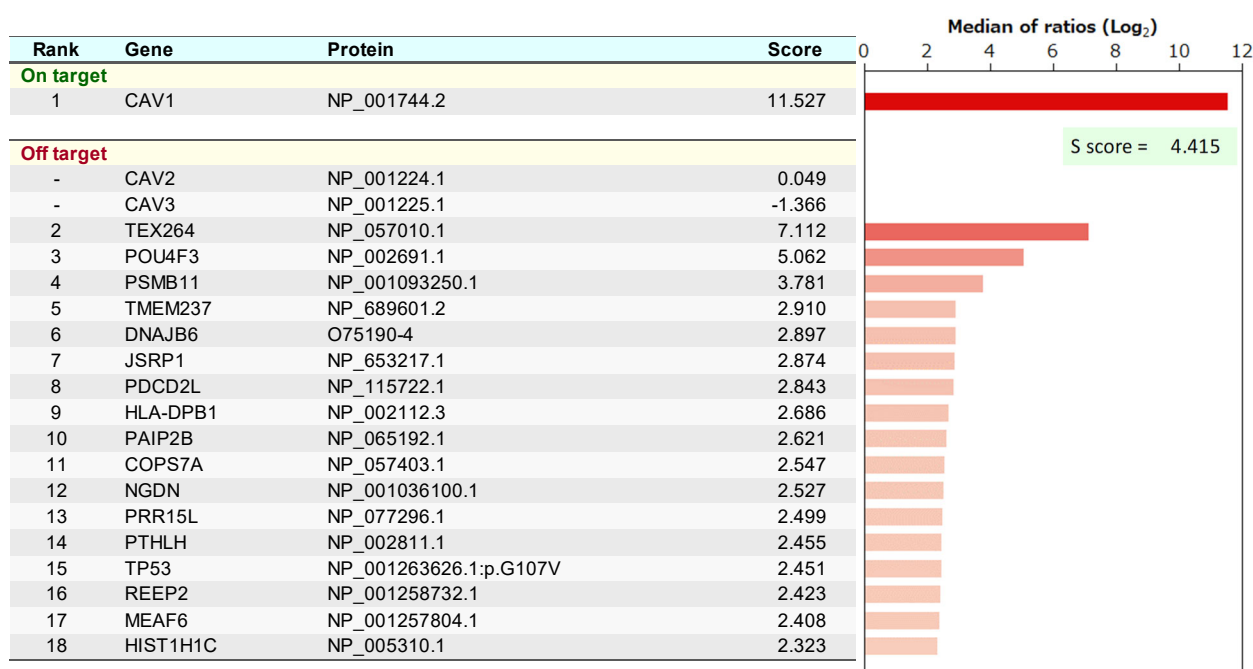 Median of ratios (Log2)
Rank Gene Protein Score 0 2 4 6 8 10 12
On target
1 CAV1 NP_001744.2 11.527
S score = 4.415
Off target
- CAV2 NP_001224.1 0.049
- CAV3 NP_001225.1 -1.366
2 TEX264 NP_057010.1 7.112
3 POU4F3 NP_002691.1 5.062
4 PSMB11 NP_001093250.1 3.781
5 TMEM237 NP_689601.2 2.910
6 DNAJB6 O75190-4 2.897
7 JSRP1 NP_653217.1 2.874
8 PDCD2L NP_115722.1 2.843
9 HLA-DPB1 NP_002112.3 2.686
10 PAIP2B NP_065192.1 2.621
11 COPS7A NP_057403.1 2.547
12 NGDN NP_001036100.1 2.527
13 PRR15L NP_077296.1 2.499
14 PTHLH NP_002811.1 2.455
15 TP53 NP_001263626.1:p.G107V 2.451
16 REEP2 NP_001258732.1 2.423
17 MEAF6 NP_001257804.1 2.408
18 HIST1H1C NP_005310.1 2.323